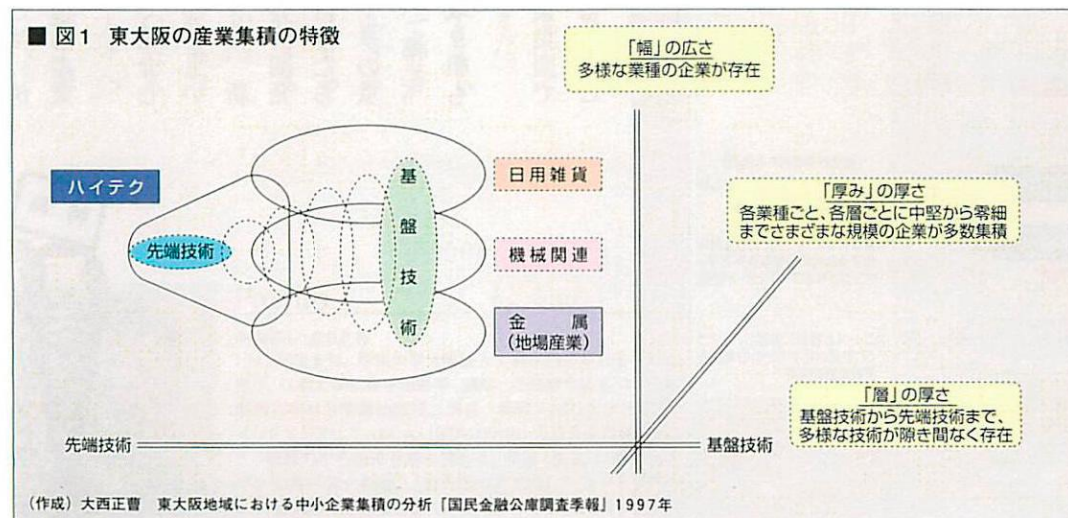 ■ 図1 東大阪の産業集積の特徴
「幅」の広さ
多様な業種の企業が存在
ハイテク
先端技術
基盤技術
日用雑貨
機械関連
金属
(地場産業)
「厚み」の厚さ
各業種ごと、各層ごとに中堅から零細
までさまざまな規模の企業が多数集積
「層」の厚さ
基盤技術から先端技術まで、
多様な技術が隙き間なく存在
先端技術
基盤技術
(作成) 大西正曹 東大阪地域における中小企業集積の分析『国民金融公庫調査季報』1997年